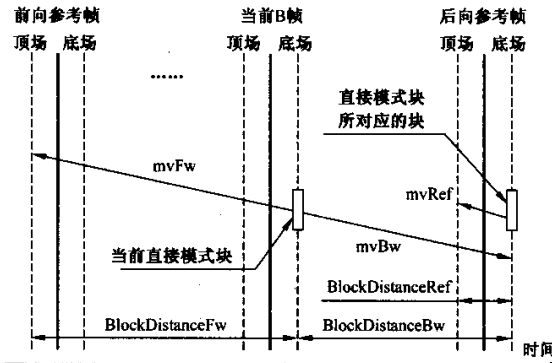 前向参考帧 当前B帧 后向参考帧
顶场 底场 顶场 底场 顶场 底场
......
直接模式块
所对应的块
mvFw
mvRef
mvBw
当前直接模式块
BlockDistanceRef
BlockDistanceFw BlockDistanceBw
时间